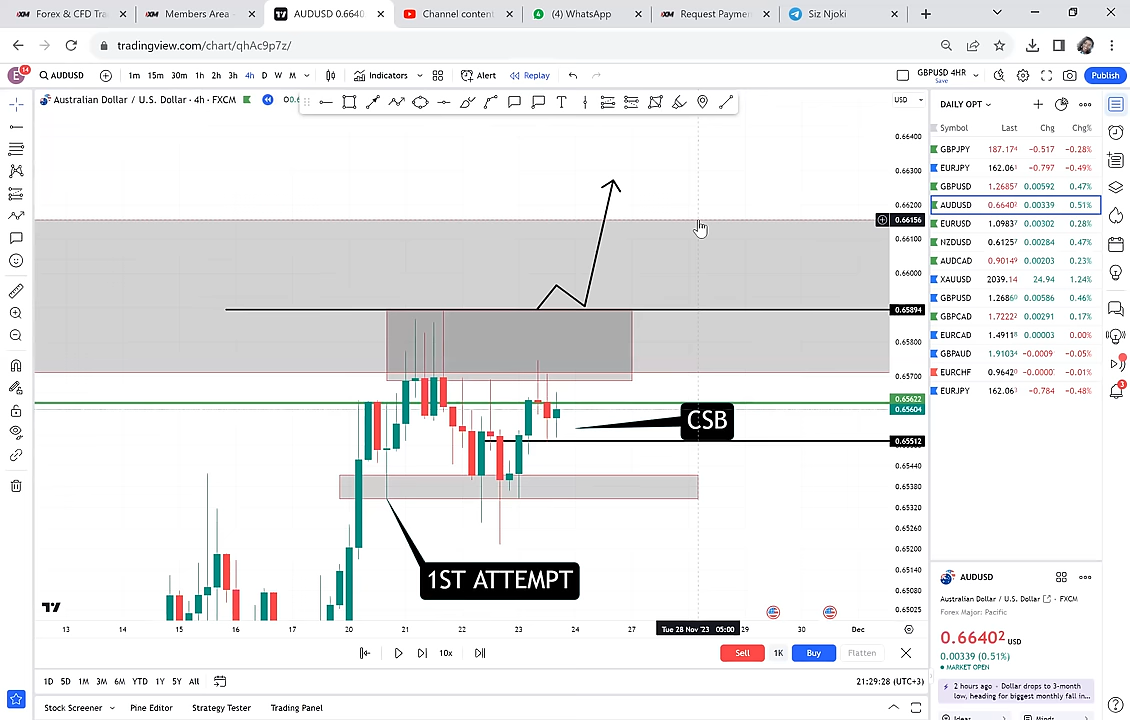 Forex & CFD Tra
Members Area -
AUDUSD 0.6640
Channel content
(4) WhatsApp
Request Paymen
Siz Njoki
tradingview.com/chart/qhAc9p7z/
E 14 AUDUSD 1m 15m 30m 1h 2h 3h 4h D W M Indicators Alert Replay GBPUSD 4HR Save Publish
Australian Dollar / U.S. Dollar · 4h · FXCM
USD
DAILY OPT
Symbol Last Chg Chg%
GBPJPY 187.174 −0.517 −0.28%
EURJPY 162.06 −0.797 −0.49%
GBPUSD 1.26857 0.00592 0.47%
AUDUSD 0.66402 0.00339 0.51%
EURUSD 1.09837 0.00302 0.28%
NZDUSD 0.61257 0.00284 0.47%
AUDCAD 0.90149 0.00203 0.23%
XAUUSD 2039.14 24.94 1.24%
GBPUSD 1.2686 0.00586 0.46%
GBPCAD 1.72222 0.00291 0.17%
EURCAD 1.49118 0.00003 0.00%
GBPAUD 1.91034 −0.0009 −0.05%
EURCHF 0.9642 −0.0000 −0.01%
EURJPY 162.06 −0.784 −0.48%
0.66400
0.66300
0.66200
0.66156
0.66100
0.66000
0.65894
0.65800
0.65700
0.65622
0.65604
0.65512
0.65440
0.65380
0.65320
0.65260
0.65200
0.65140
0.65080
0.65025
CSB
1ST ATTEMPT
13 14 15 16 17 20 21 22 23 24 27 Tue 28 Nov '23 05:00 29 30 Dec
10x
Sell 1K Buy Flatten
1D 5D 1M 3M 6M YTD 1Y 5Y All
21:29:28 (UTC+3)
Stock Screener Pine Editor Strategy Tester Trading Panel
AUDUSD
Australian Dollar / U.S. Dollar · FXCM
Forex Major: Pacific
0.66402 USD
0.00339 (0.51%)
MARKET OPEN
2 hours ago - Dollar drops to 3-month
low, heading for biggest monthly fall in...
Ideas Minds
3